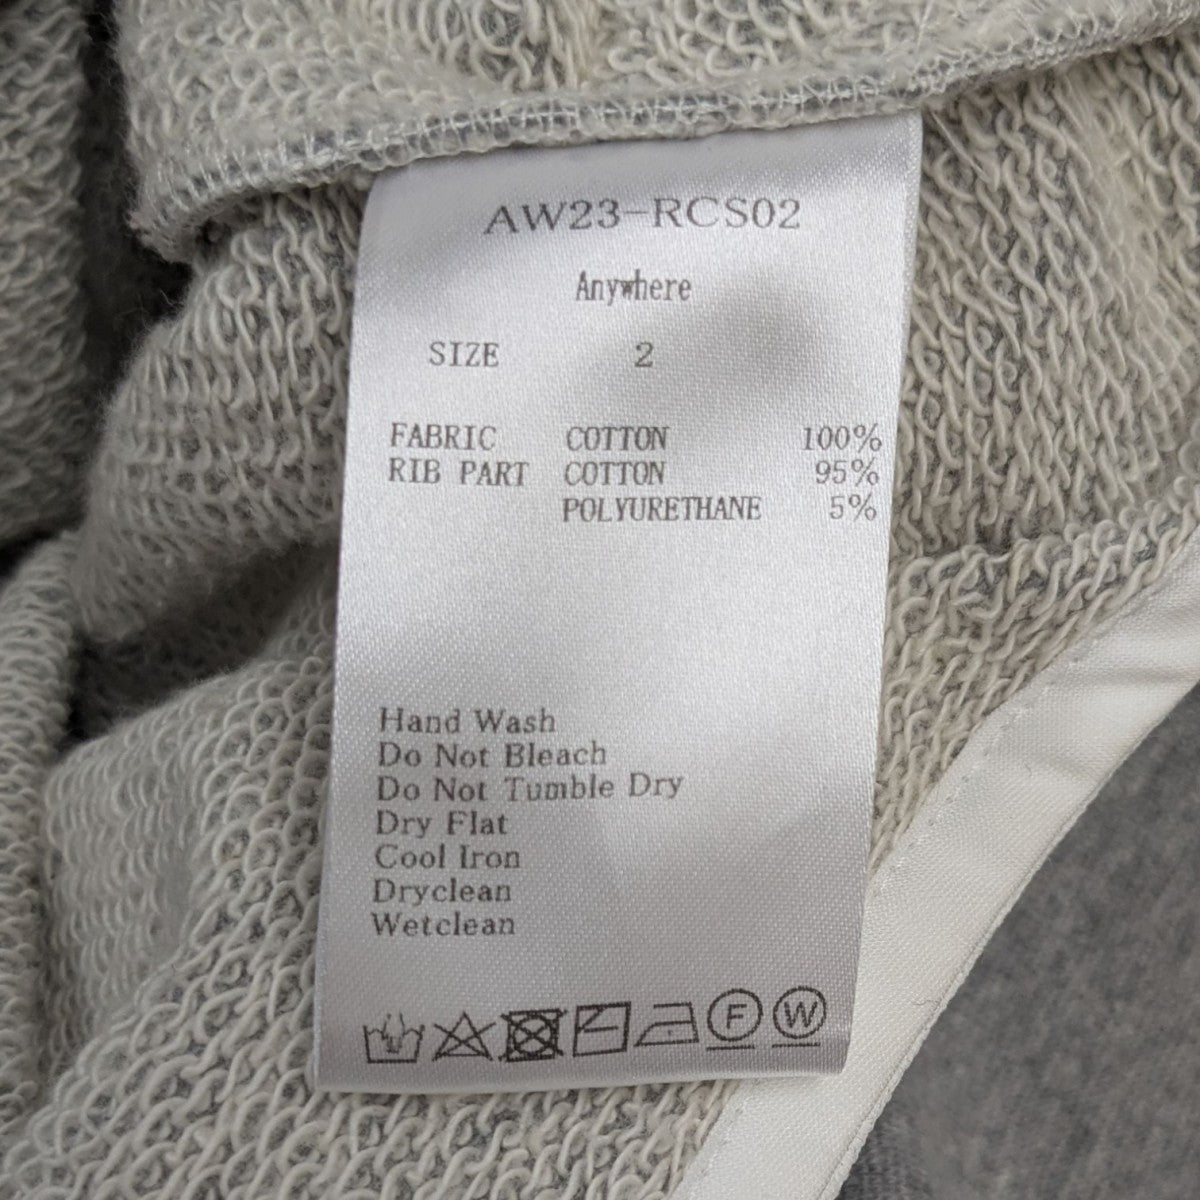 AW23-RCS02
Anywhere
SIZE 2
FABRIC COTTON 100%
RIB PART COTTON 95%
POLYURETHANE 5%
Hand Wash
Do Not Bleach
Do Not Tumble Dry
Dry Flat
Cool Iron
Dryclean
Wetclean
F W